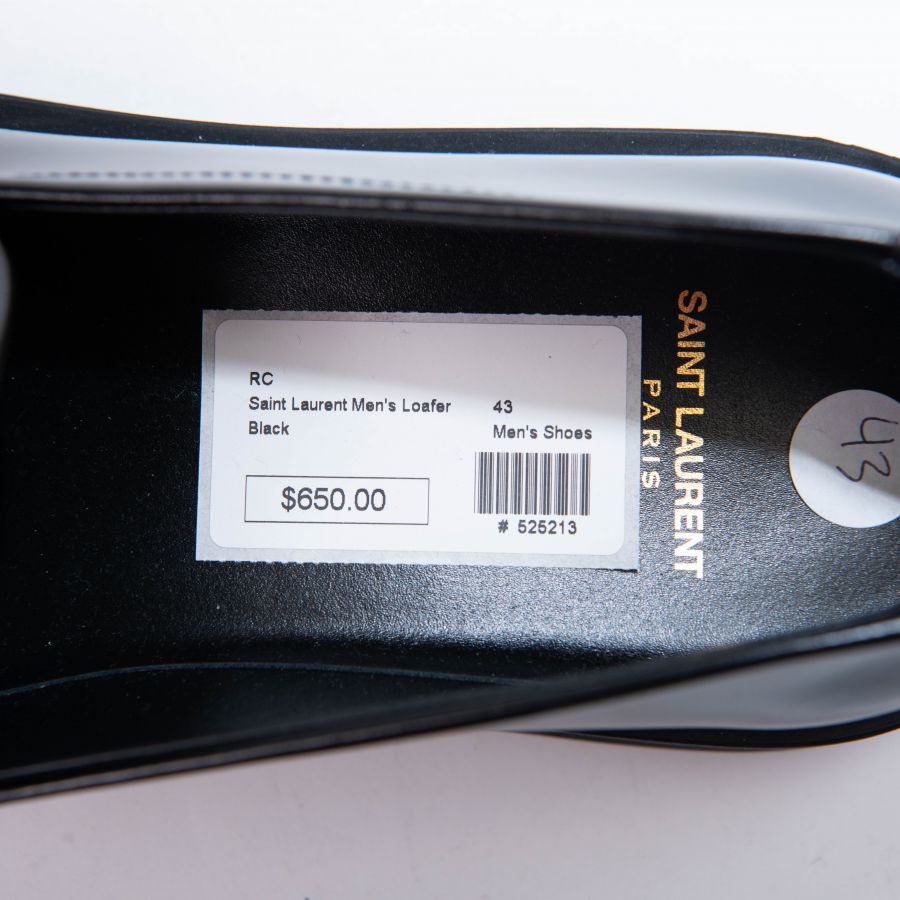 RC
Saint Laurent Men's Loafer
Black
43
Men's Shoes
$650.00
# 525213
SAINT LAURENT
PARIS
43